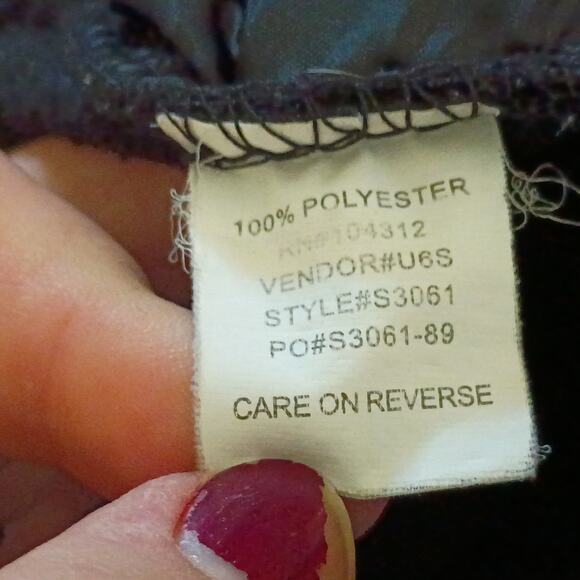 100% POLYESTER
RN#104312
VENDOR#U6S
STYLE#S3061
PO#S3061-89
CARE ON REVERSE